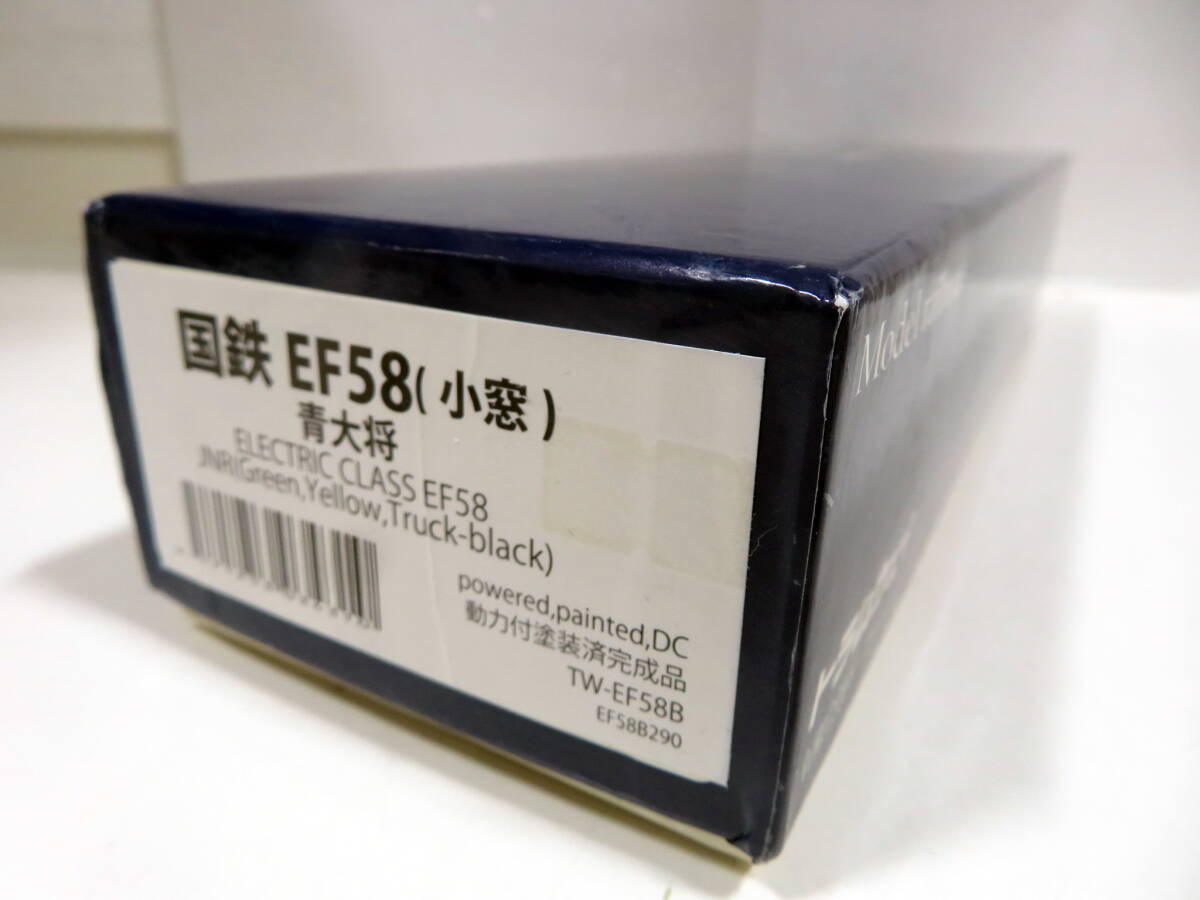 国鉄 EF58( 小窓 )
青大将
ELECTRIC CLASS EF58
JNR(Green,Yellow,Truck-black)
powered,painted,DC
動力付塗装済完成品
TW-EF58B
EF58B290
Model